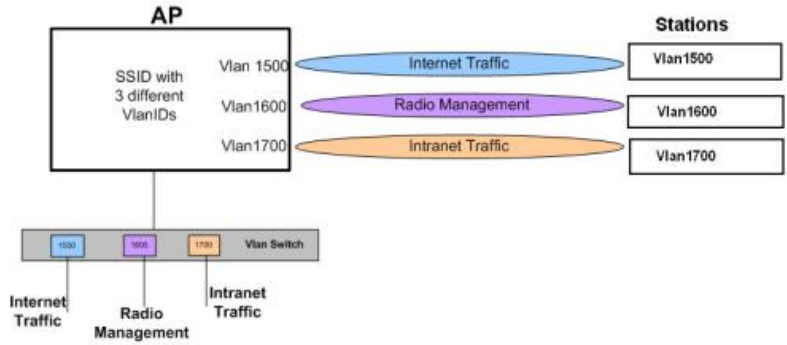 AP
Stations
SSID with
3 different
VlanIDs
Vlan 1500
Internet Traffic
Vlan1500
Vlan1600
Radio Management
Vlan1600
Vlan1700
Intranet Traffic
Vlan1700
1500
1600
1700
Vlan Switch
Internet
Traffic
Radio
Management
Intranet
Traffic